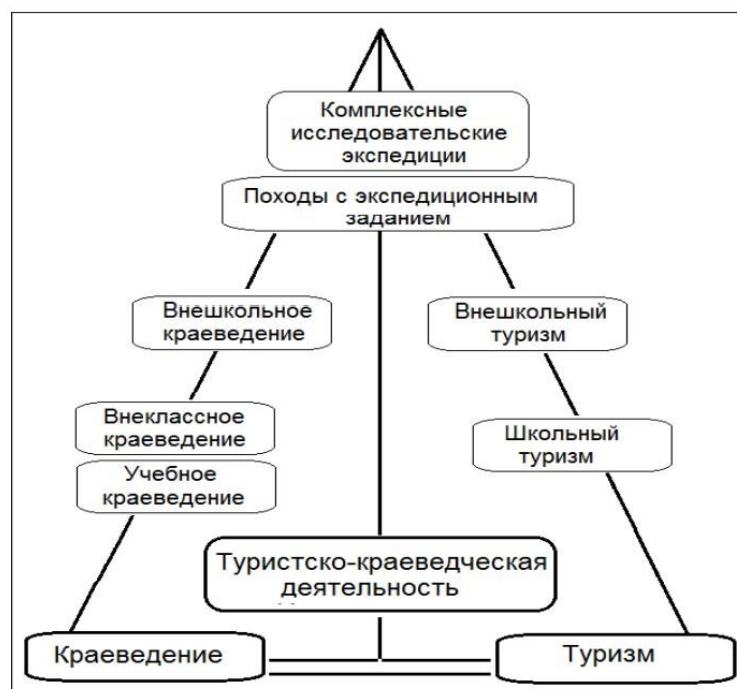 Комплексные
исследовательские
экспедиции
Походы с экспедиционным
заданием
Внешкольное
краеведение
Внешкольный
туризм
Внеклассное
краеведение
Школьный
туризм
Учебное
краеведение
Туристско-краеведческая
деятельность
Краеведение
Туризм